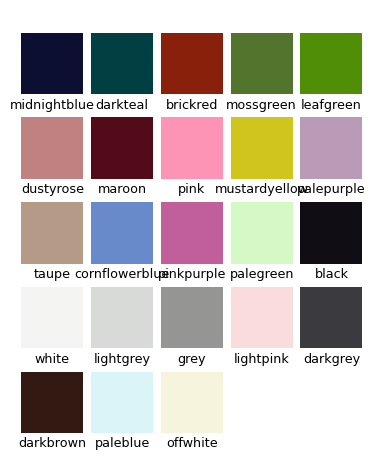 midnightblue darkteal brickred mossgreen leafgreen
dustyrose maroon pink mustardyellow palepurple
taupe cornflowerblue pinkpurple palegreen black
white lightgrey grey lightpink darkgrey
darkbrown paleblue offwhite